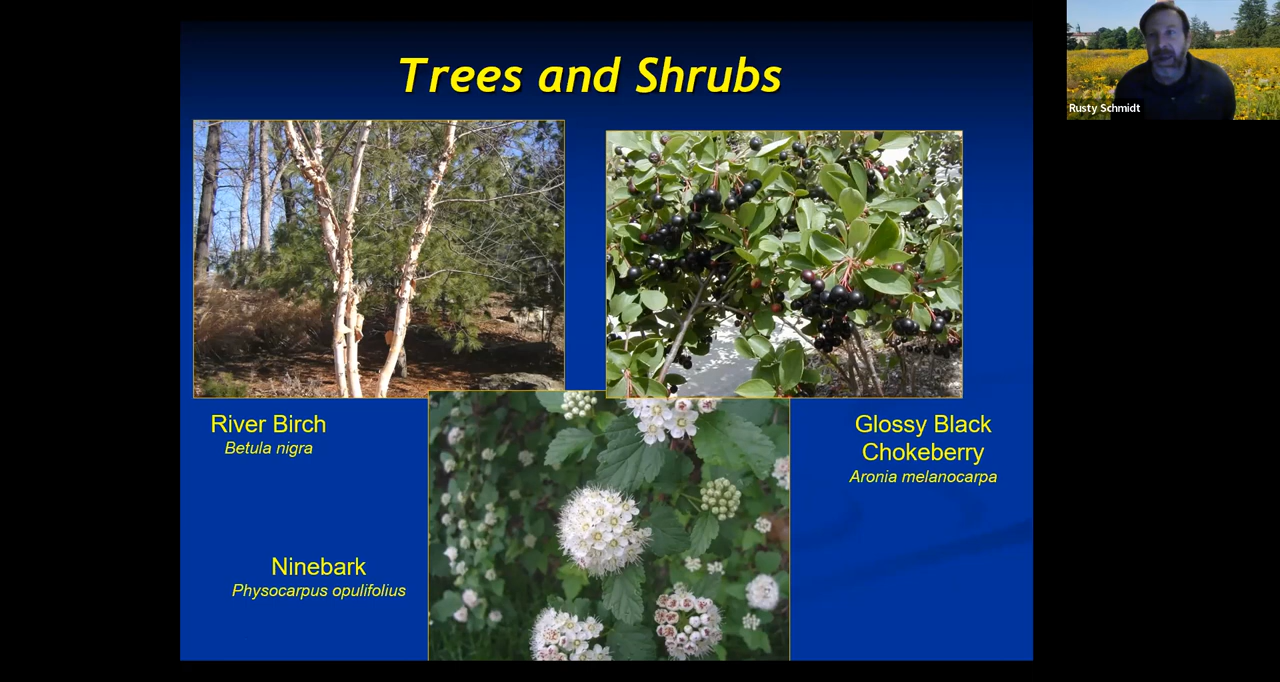 Trees and Shrubs
Rusty Schmidt
River Birch
Betula nigra
Glossy Black
Chokeberry
Aronia melanocarpa
Ninebark
Physocarpus opulifolius